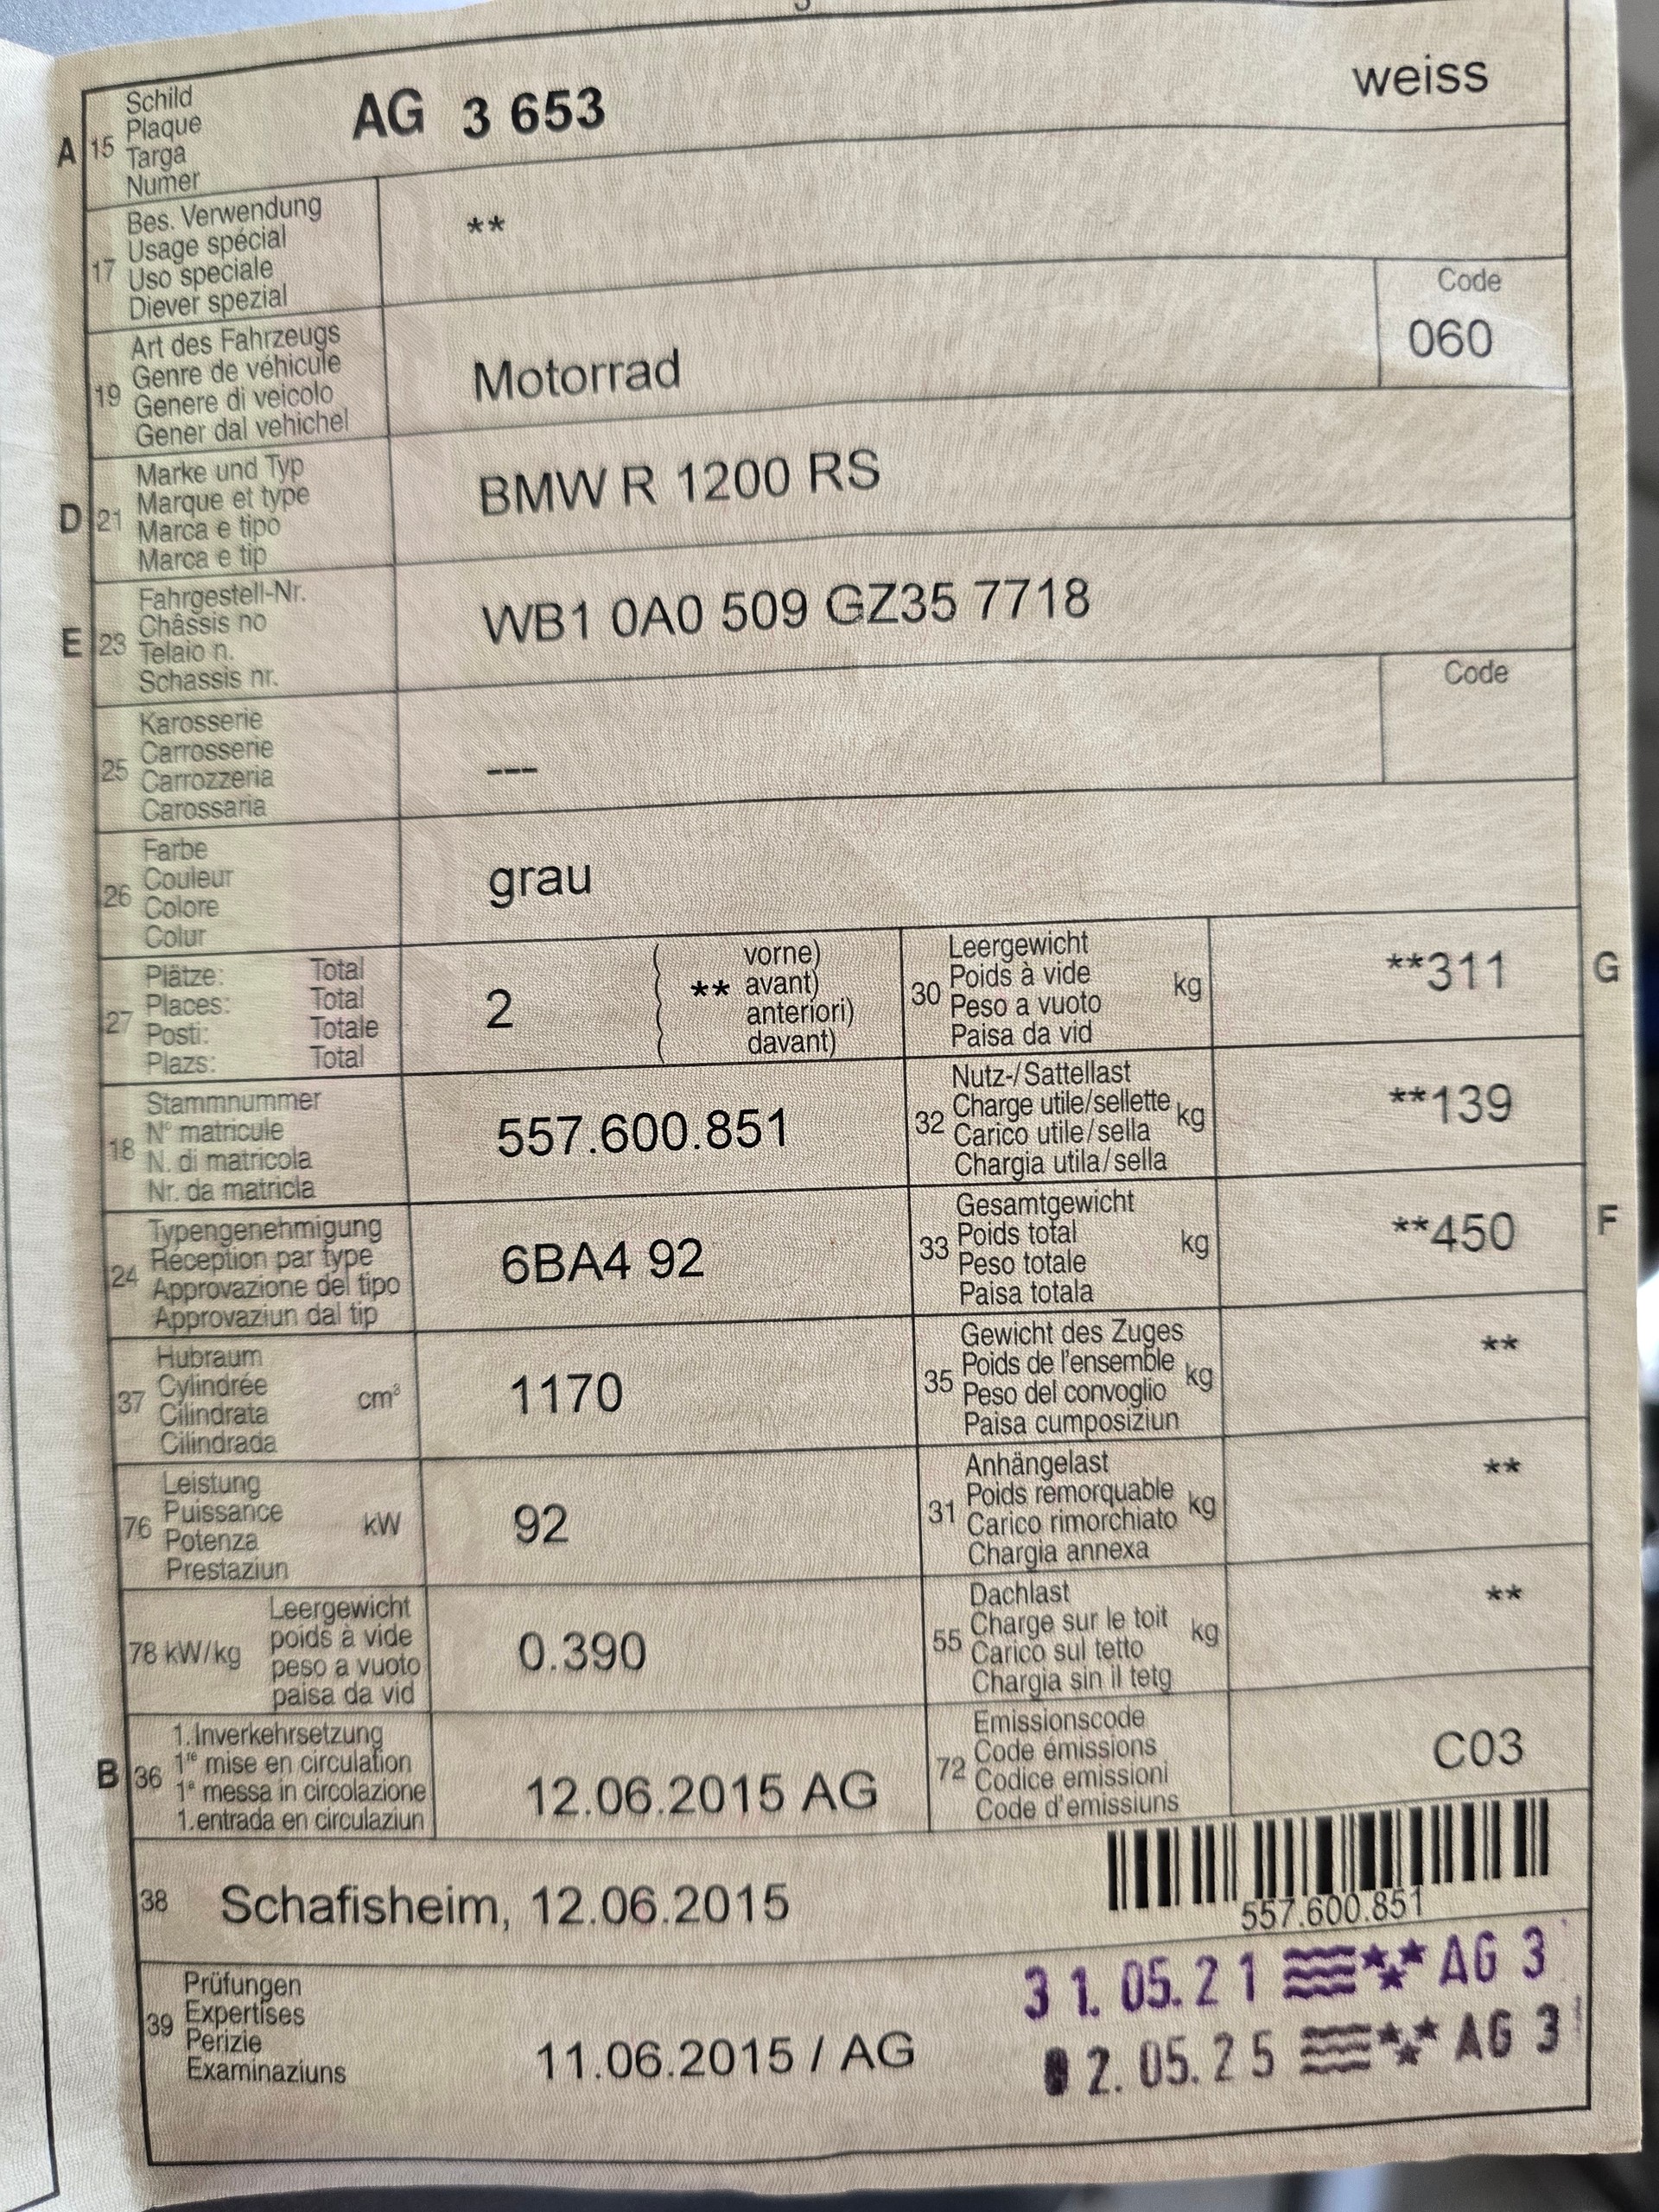 A 15 Schild Plaque Targa Numer AG 3 653 weiss
17 Bes. Verwendung Usage spécial Uso speciale Diever spezial **
19 Art des Fahrzeugs Genre de véhicule Genere di veicolo Gener dal vehichel Motorrad Code 060
D 21 Marke und Typ Marque et type Marca e tipo Marca e tip BMW R 1200 RS
E 23 Fahrgestell-Nr. Châssis no Telaio n. Schassis nr. WB1 0A0 509 GZ35 7718
25 Karosserie Carrosserie Carrozzeria Carossaria --- Code
26 Farbe Couleur Colore Colur grau
27 Plätze: Total Places: Total Posti: Totale Plazs: Total 2 ( ** vorne) avant) anteriori) davant)
30 Leergewicht Poids à vide Peso a vuoto Paisa da vid kg **311 G
18 Stammnummer N° matricule N. di matricola Nr. da matricla 557.600.851
32 Nutz-/Sattellast Charge utile/sellette Carico utile/sella Chargia utila/sella kg **139
24 Typengenehmigung Réception par type Approvazione del tipo Approvaziun dal tip 6BA4 92
33 Gesamtgewicht Poids total Peso totale Paisa totala kg **450 F
37 Hubraum Cylindrée Cilindrata Cilindrada cm³ 1170
35 Gewicht des Zuges Poids de l'ensemble Peso del convoglio Paisa cumposiziun kg **
76 Leistung Puissance Potenza Prestaziun kW 92
31 Anhängelast Poids remorquable Carico rimorchiato Chargia annexa kg **
78 kW/kg Leergewicht poids à vide peso a vuoto paisa da vid 0.390
55 Dachlast Charge sur le toit Carico sul tetto Chargia sin il tetg kg **
B 36 1.Inverkehrsetzung 1re mise en circulation 1a messa in circolazione 1.entrada en circulaziun 12.06.2015 AG
72 Emissionscode Code émissions Codice emissioni Code d'emissiuns C03
38 Schafisheim, 12.06.2015
557.600.851
39 Prüfungen Expertises Perizie Examinaziuns 11.06.2015 / AG
31.05.21 AG 3
2.05.25 AG 3